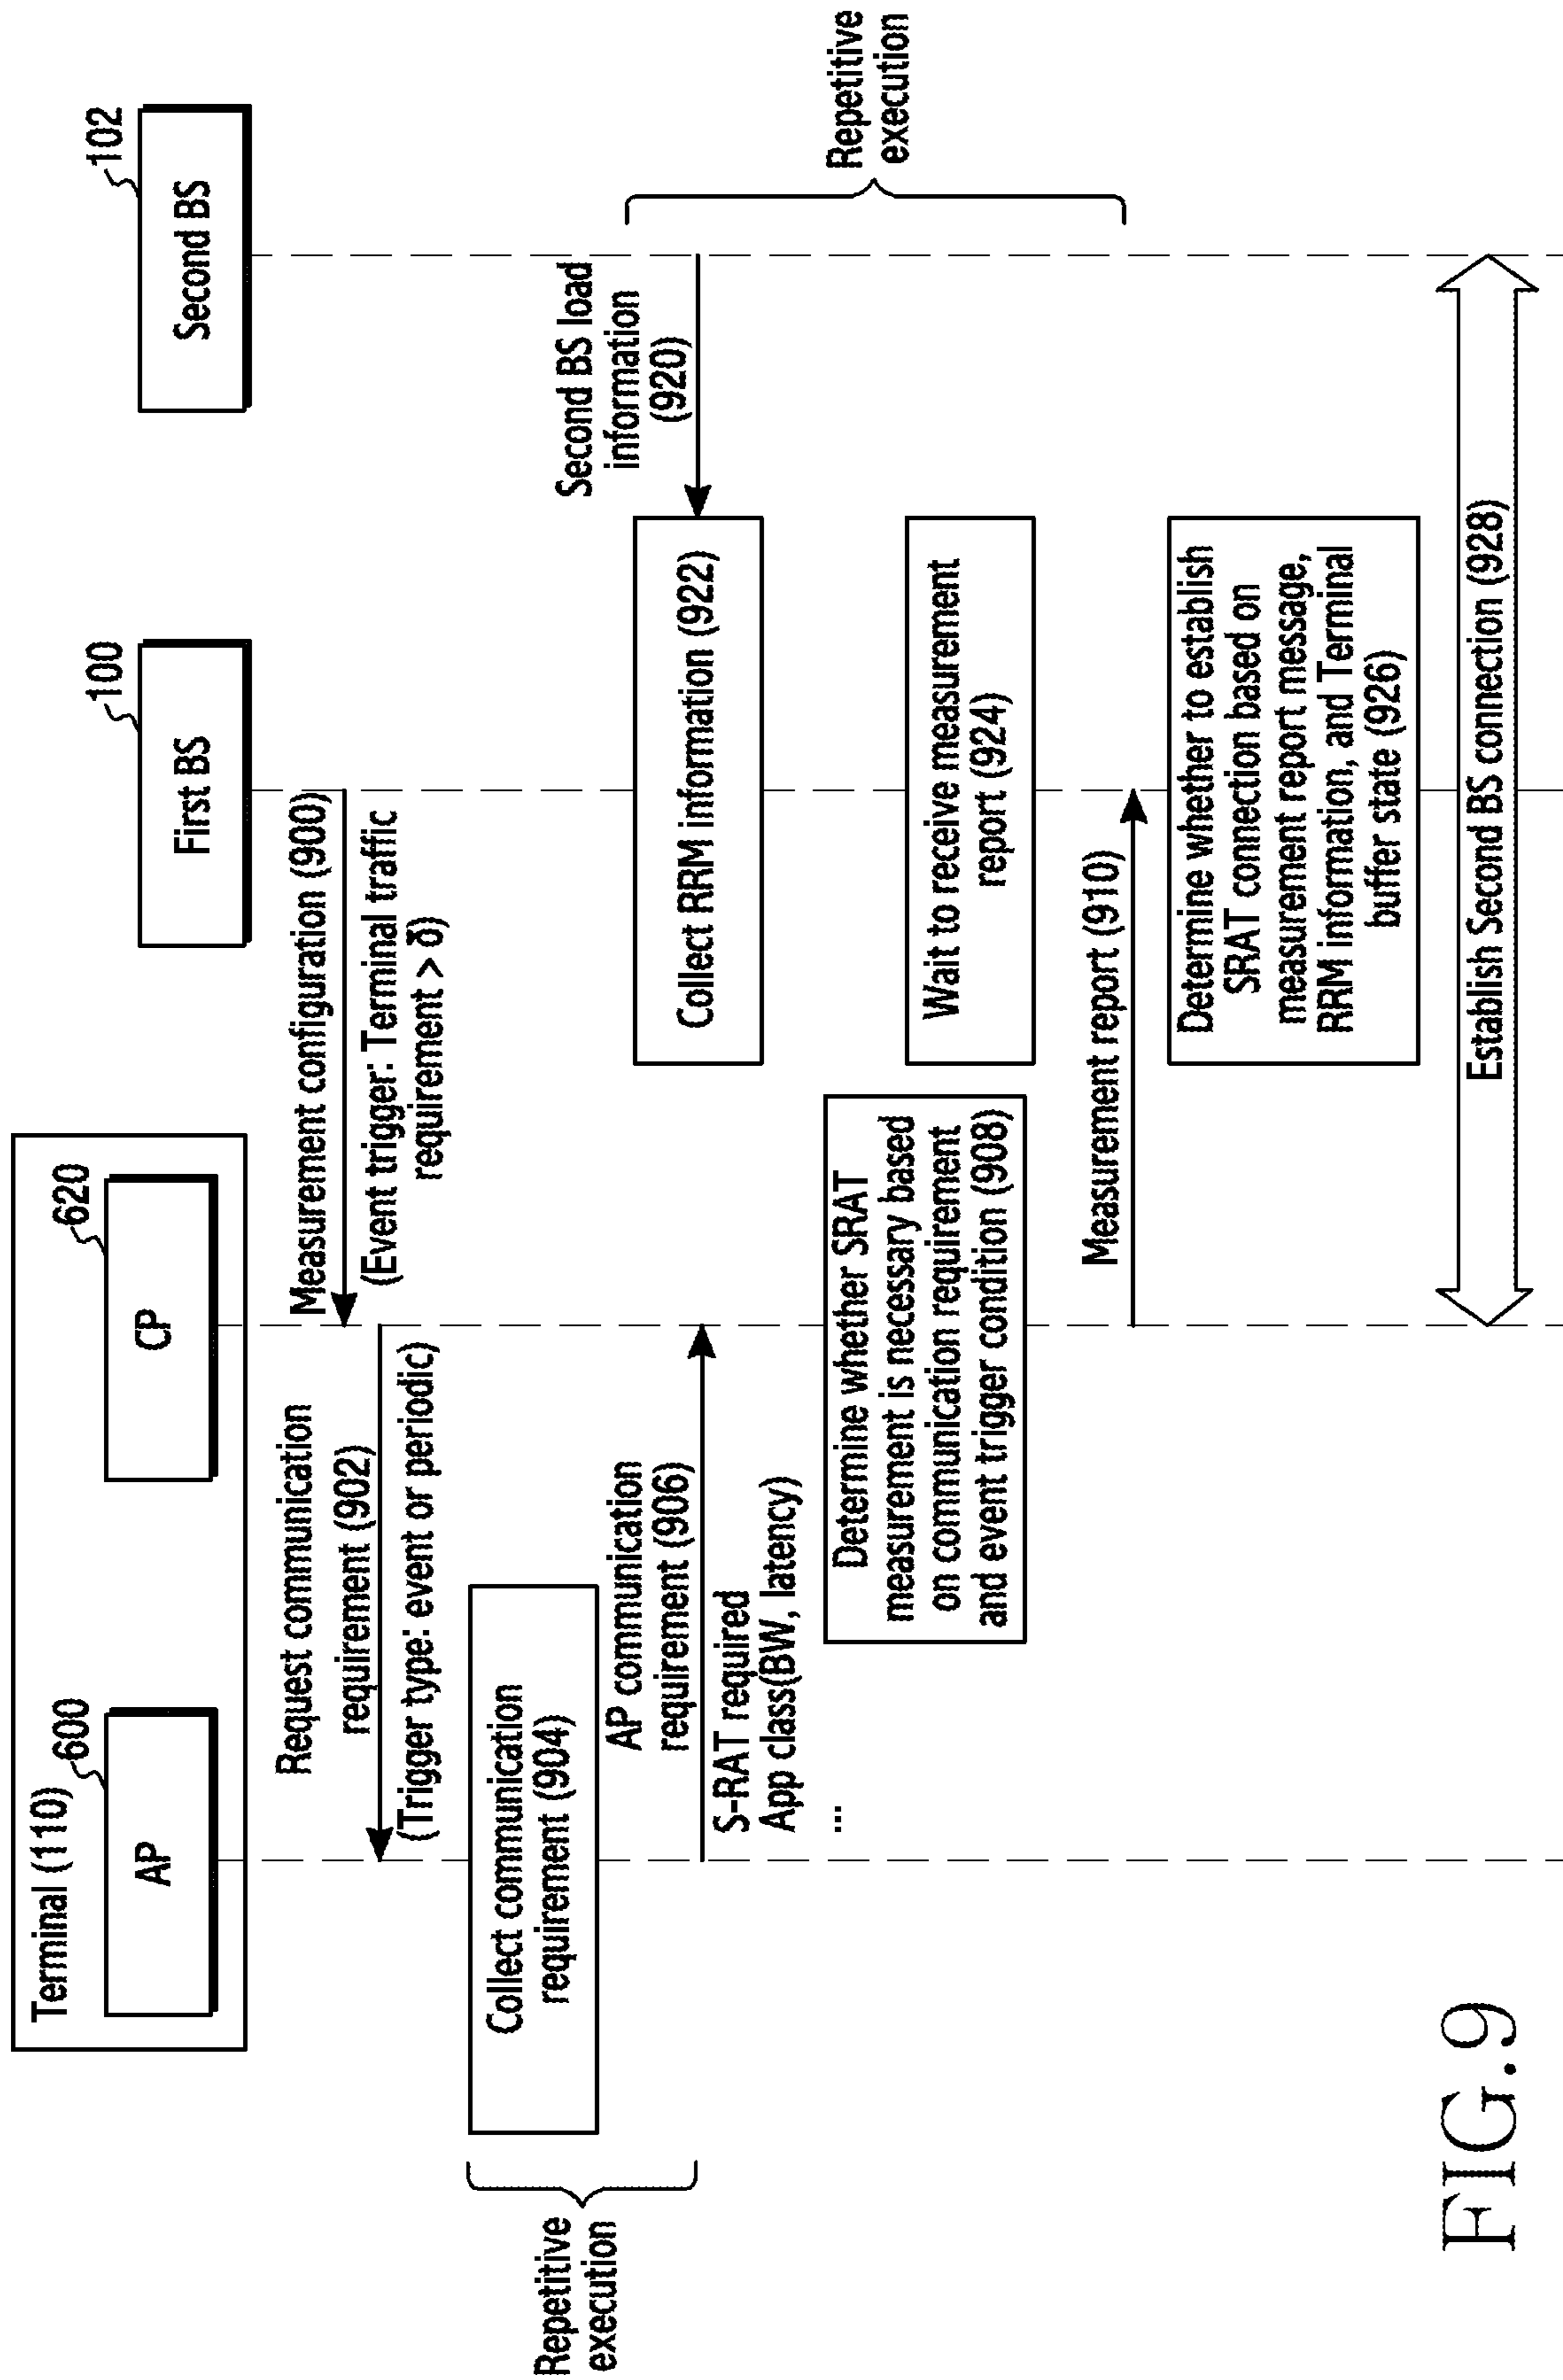 Terminal (110)
600
AP
620
CP
100
First BS
102
Second BS
Measurement configuration (900)
(Event trigger: Terminal traffic
requirement > δ)
Request communication
requirement (902)
(Trigger type: event or periodic)
Collect communication
requirement (904)
Repetitive
execution
AP communication
requirement (906)
S-RAT required
App class(BW, latency)
...
Second BS load
information
(920)
Collect RRM information (922)
Repetitive
execution
Determine whether SRAT
measurement is necessary based
on communication requirement
and event trigger condition (908)
Wait to receive measurement
report (924)
Measurement report (910)
Determine whether to establish
SRAT connection based on
measurement report message,
RRM information, and Terminal
buffer state (926)
Establish Second BS connection (928)
FIG.9